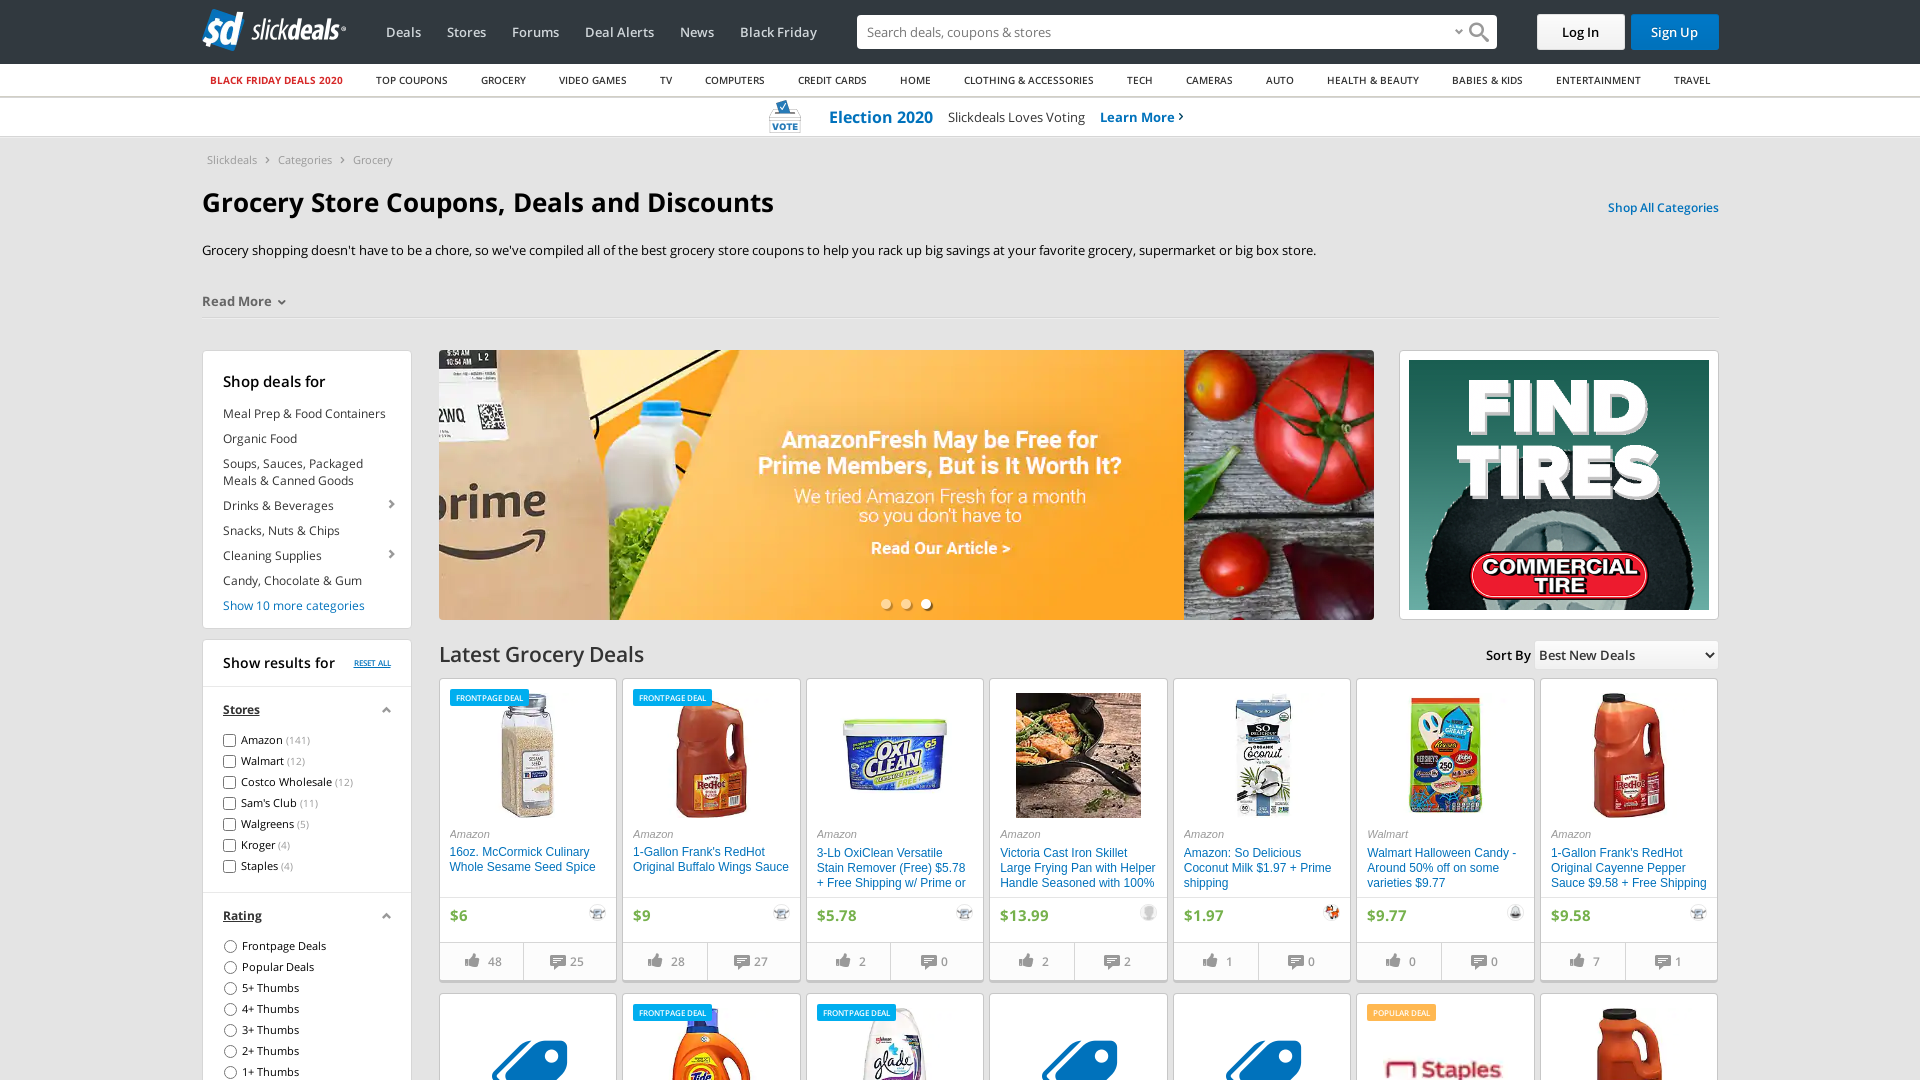 slickdeals
Deals
Stores
Forums
Deal Alerts
News
Black Friday
Search deals, coupons & stores
Log In
Sign Up
BLACK FRIDAY DEALS 2020
TOP COUPONS
GROCERY
VIDEO GAMES
TV
COMPUTERS
CREDIT CARDS
HOME
CLOTHING & ACCESSORIES
TECH
CAMERAS
AUTO
HEALTH & BEAUTY
BABIES & KIDS
ENTERTAINMENT
TRAVEL
VOTE
Election 2020 Slickdeals Loves Voting Learn More
Slickdeals > Categories > Grocery
Grocery Store Coupons, Deals and Discounts
Shop All Categories
Grocery shopping doesn't have to be a chore, so we've compiled all of the best grocery store coupons to help you rack up big savings at your favorite grocery, supermarket or big box store.
Read More
Shop deals for
Meal Prep & Food Containers
Organic Food
Soups, Sauces, Packaged
Meals & Canned Goods
Drinks & Beverages
Snacks, Nuts & Chips
Cleaning Supplies
Candy, Chocolate & Gum
Show 10 more categories
Show results for
RESET ALL
Stores
Amazon (141)
Walmart (12)
Costco Wholesale (12)
Sam's Club (11)
Walgreens (5)
Kroger (4)
Staples (4)
Rating
Frontpage Deals
Popular Deals
5+ Thumbs
4+ Thumbs
3+ Thumbs
2+ Thumbs
1+ Thumbs
10:54 AM
L 2
2WQ
prime
AmazonFresh May be Free for
Prime Members, But is It Worth It?
We tried Amazon Fresh for a month
so you don't have to
Read Our Article >
FIND
TIRES
COMMERCIAL
TIRE
Latest Grocery Deals
Sort By Best New Deals
FRONTPAGE DEAL
Amazon
16oz. McCormick Culinary
Whole Sesame Seed Spice
$6
48
25
FRONTPAGE DEAL
RedHot
Amazon
1-Gallon Frank's RedHot
Original Buffalo Wings Sauce
$9
28
27
OXI
CLEAN
65
FREE
Amazon
3-Lb OxiClean Versatile
Stain Remover (Free) $5.78
+ Free Shipping w/ Prime or
$5.78
2
0
Amazon
Victoria Cast Iron Skillet
Large Frying Pan with Helper
Handle Seasoned with 100%
$13.99
2
2
SO
Coconut
Amazon
Amazon: So Delicious
Coconut Milk $1.97 + Prime
shipping
$1.97
1
0
250
Walmart
Walmart Halloween Candy -
Around 50% off on some
varieties $9.77
$9.77
0
0
RedHot
Amazon
1-Gallon Frank's RedHot
Original Cayenne Pepper
Sauce $9.58 + Free Shipping
$9.58
7
1
FRONTPAGE DEAL
Tide
FRONTPAGE DEAL
glade
POPULAR DEAL
Staples